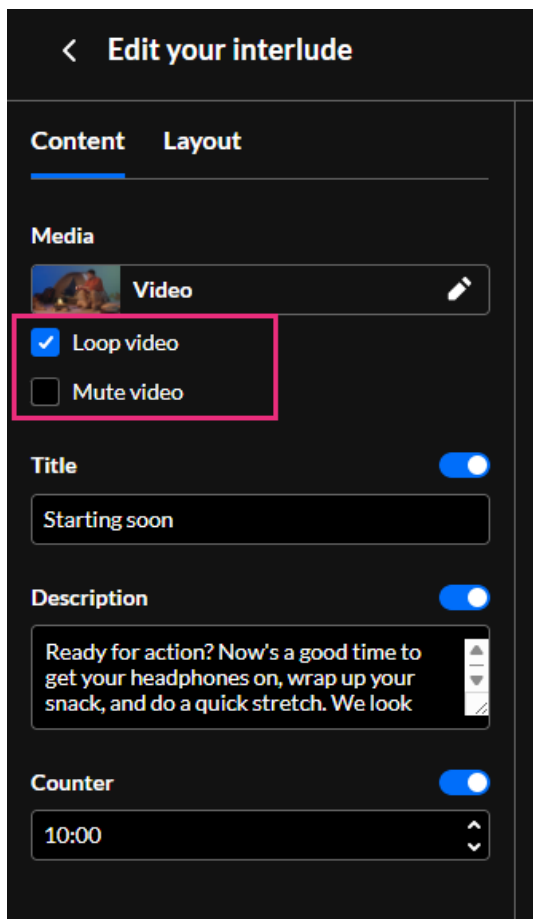 Edit your interlude
Content Layout
Media
Video
Loop video
Mute video
Title
Starting soon
Description
Ready for action? Now's a good time to
get your headphones on, wrap up your
snack, and do a quick stretch. We look
Counter
10:00